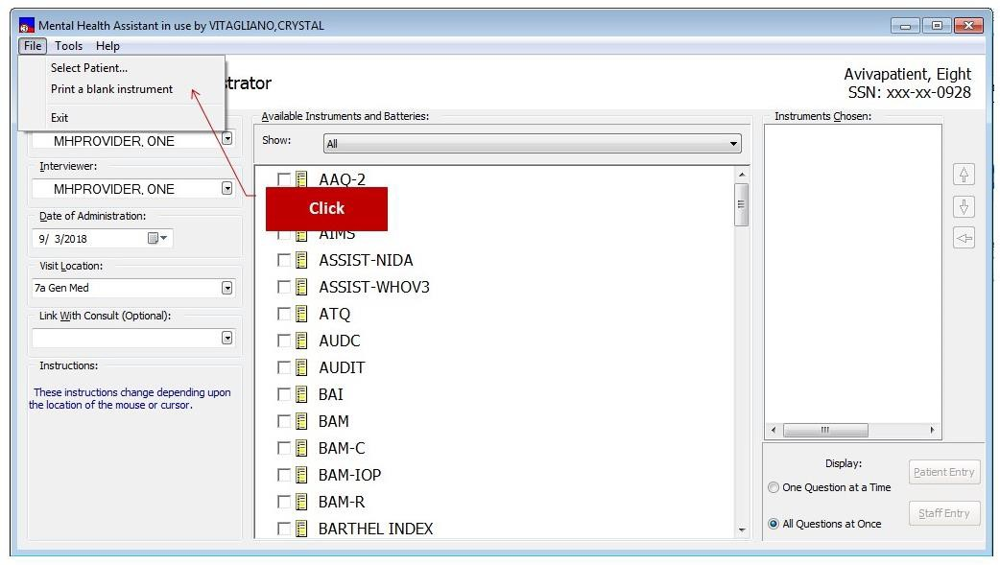 Mental Health Assistant in use by VITAGLIANO,CRYSTAL
File Tools Help
Select Patient...
Print a blank instrument
Exit
strator
Avivapatient, Eight
SSN: xxx-xx-0928
MHPROVIDER, ONE
Interviewer:
MHPROVIDER, ONE
Date of Administration:
9/ 3/2018
Visit Location:
7a Gen Med
Link With Consult (Optional):
Instructions:
These instructions change depending upon
the location of the mouse or cursor.
Available Instruments and Batteries:
Show: All
AAQ-2
Click
AIMS
ASSIST-NIDA
ASSIST-WHOV3
ATQ
AUDC
AUDIT
BAI
BAM
BAM-C
BAM-IOP
BAM-R
BARTHEL INDEX
Instruments Chosen:
Display:
One Question at a Time
All Questions at Once
Patient Entry
Staff Entry